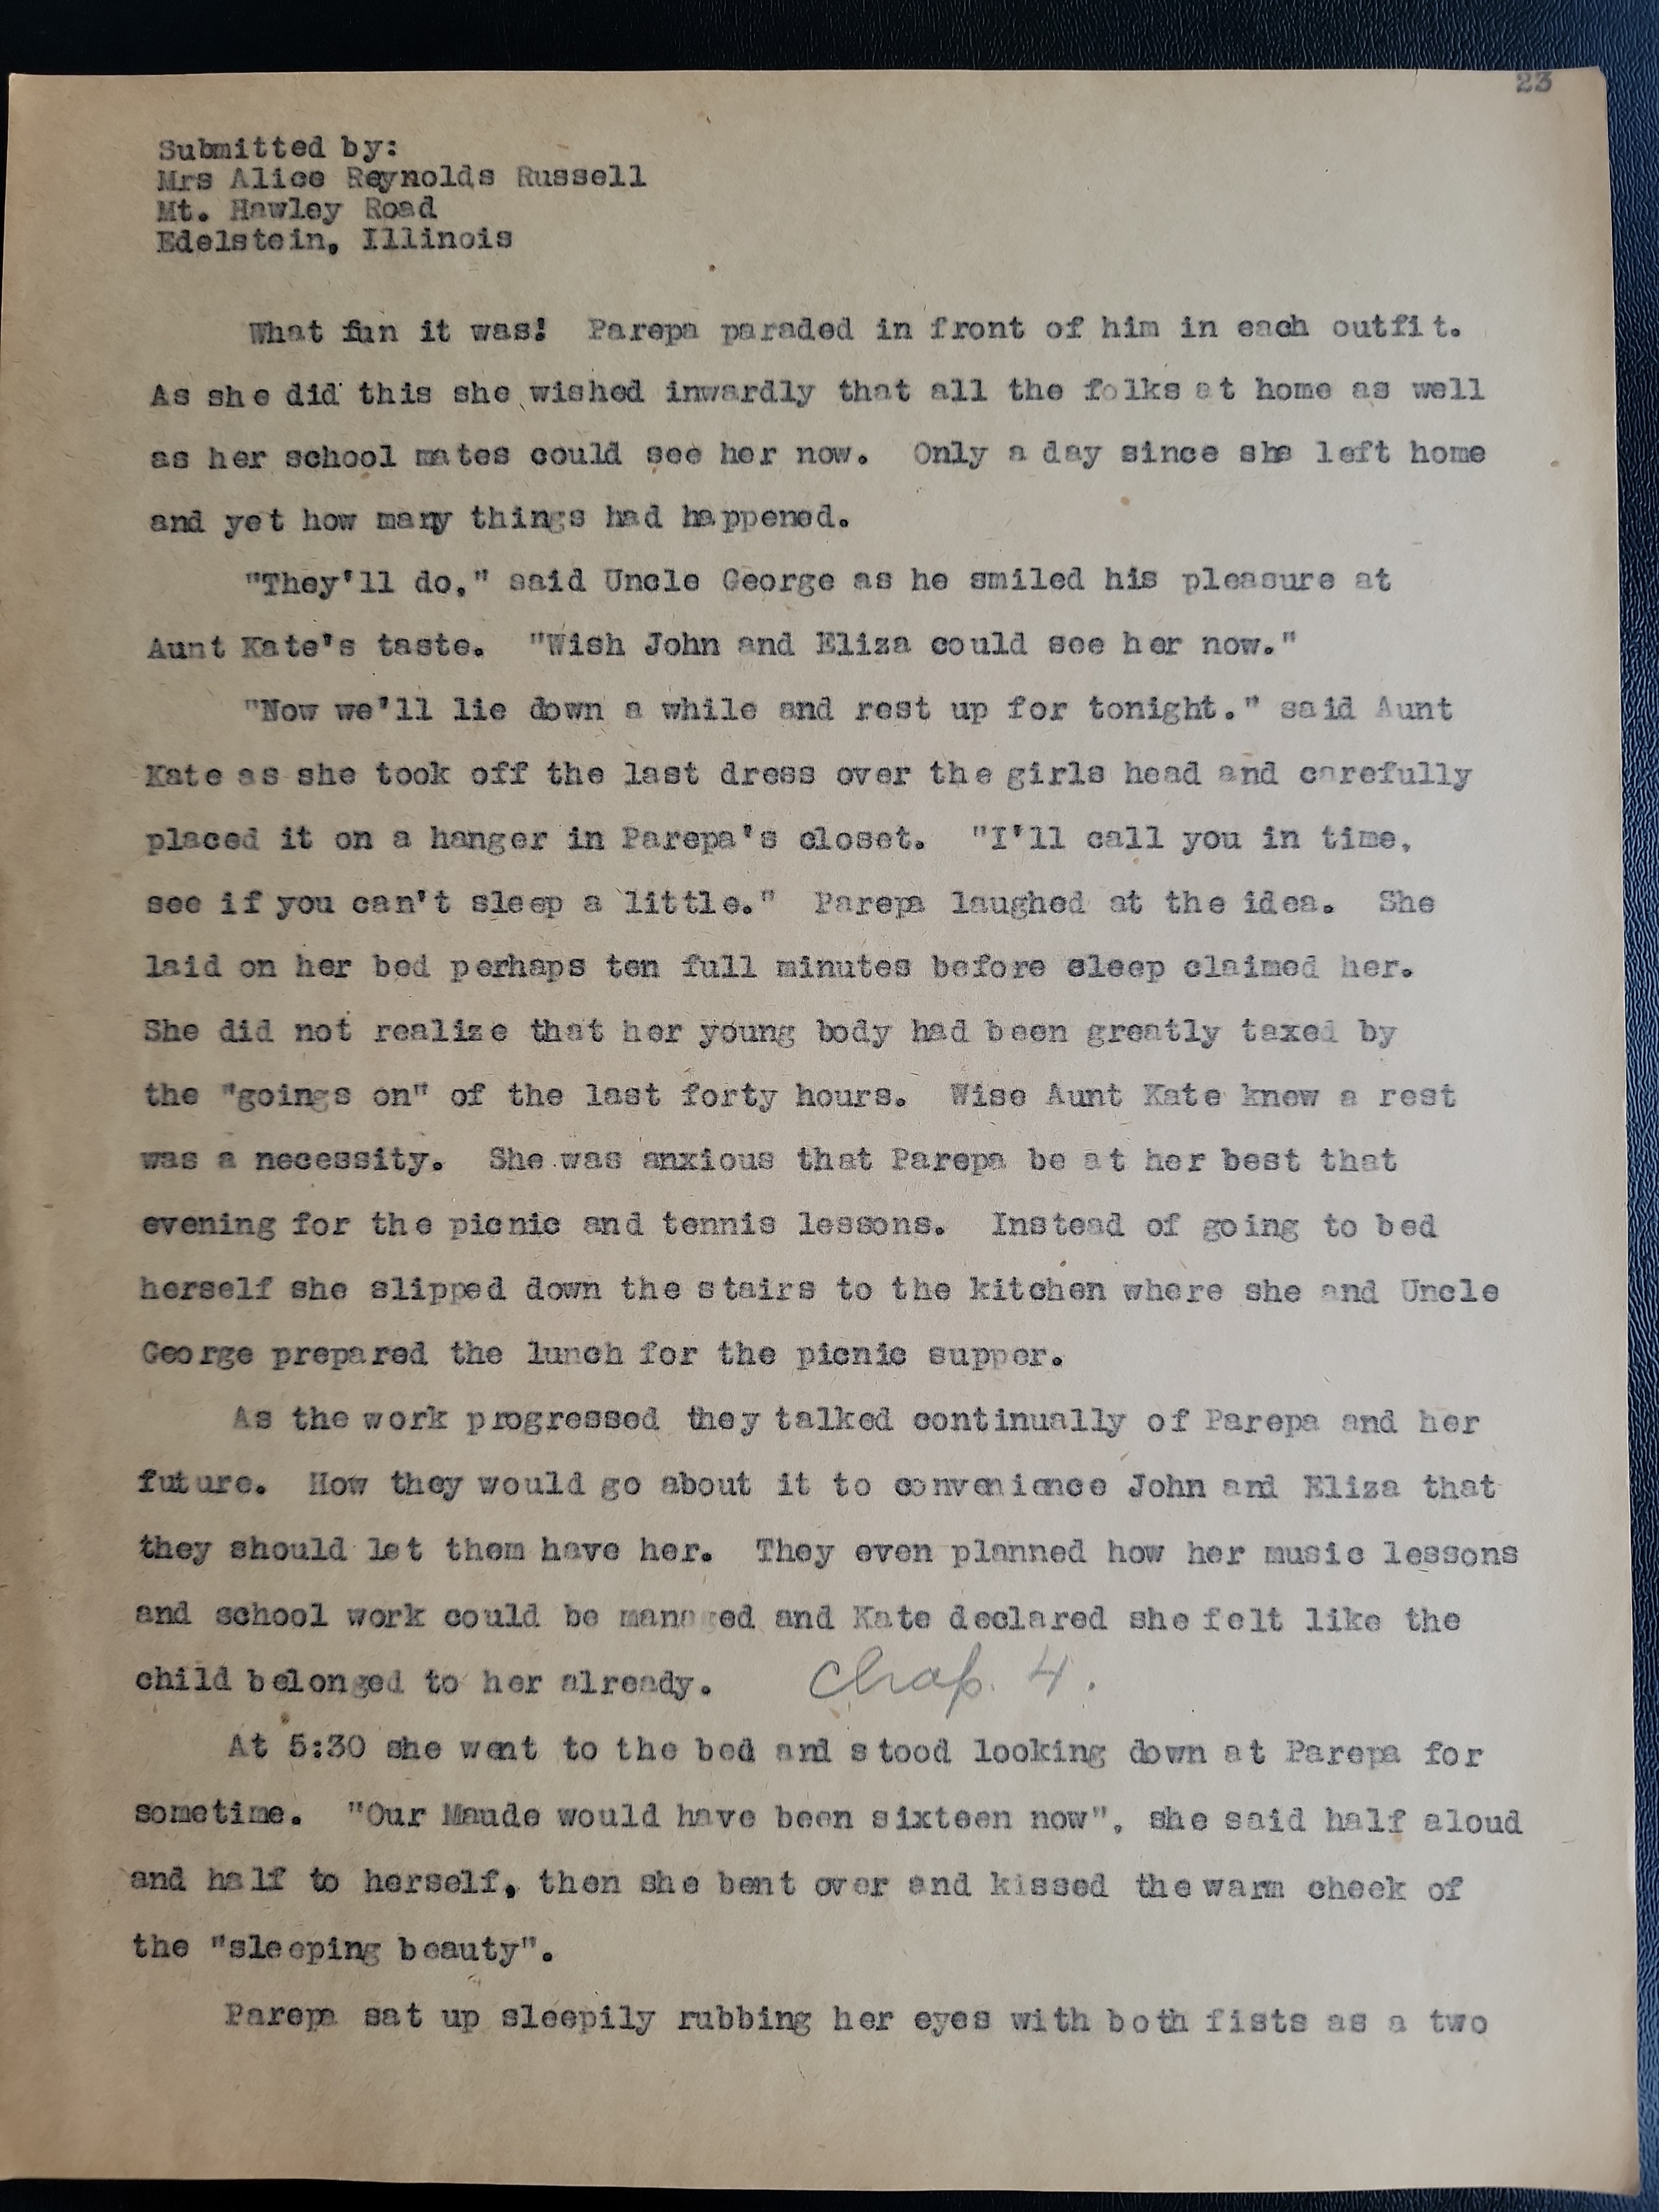 23
Submitted by:
Mrs Alice Reynolds Russell
Mt. Hawley Road
Edelstein, Illinois
What fun it was! Parepa paraded in front of him in each outfit.
As she did this she wished inwardly that all the folks at home as well
as her school mates could see her now. Only a day since she left home
and yet how many things had happened.
"They'll do," said Uncle George as he smiled his pleasure at
Aunt Kate's taste. "Wish John and Eliza could see her now."
"Now we'll lie down a while and rest up for tonight." said Aunt
Kate as she took off the last dress over the girls head and carefully
placed it on a hanger in Parepa's closet. "I'll call you in time,
see if you can't sleep a little." Parepa laughed at the idea. She
laid on her bed perhaps ten full minutes before sleep claimed her.
She did not realize that her young body had been greatly taxed by
the "goings on" of the last forty hours. Wise Aunt Kate knew a rest
was a necessity. She was anxious that Parepa be at her best that
evening for the picnic and tennis lessons. Instead of going to bed
herself she slipped down the stairs to the kitchen where she and Uncle
George prepared the lunch for the picnic supper.
As the work progressed they talked continually of Parepa and her
future. How they would go about it to convenience John and Eliza that
they should let them have her. They even planned how her music lessons
and school work could be managed and Kate declared she felt like the
child belonged to her already. Chap. 4.
At 5:30 she went to the bed and stood looking down at Parepa for
sometime. "Our Maude would have been sixteen now", she said half aloud
and half to herself, then she bent over and kissed the warm cheek of
the "sleeping beauty".
Parepa sat up sleepily rubbing her eyes with both fists as a two